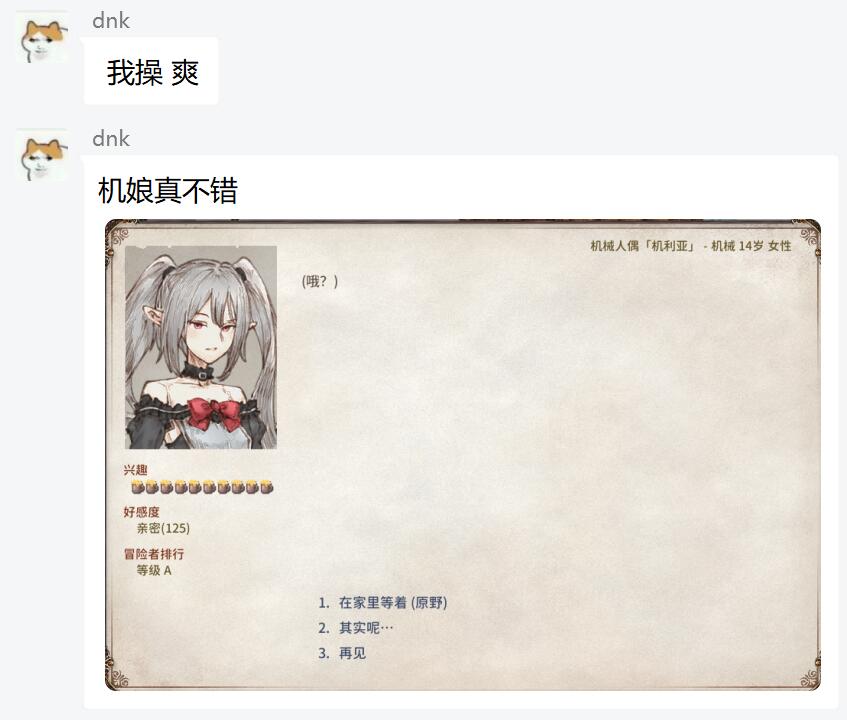 dnk
我操 爽
dnk
机娘真不错
机械人偶「机利亚」 - 机械 14岁 女性
(哦? )
兴趣
好感度
亲密(125)
冒险者排行
等级 A
1. 在家里等着 (原野)
2. 其实呢…
3. 再见